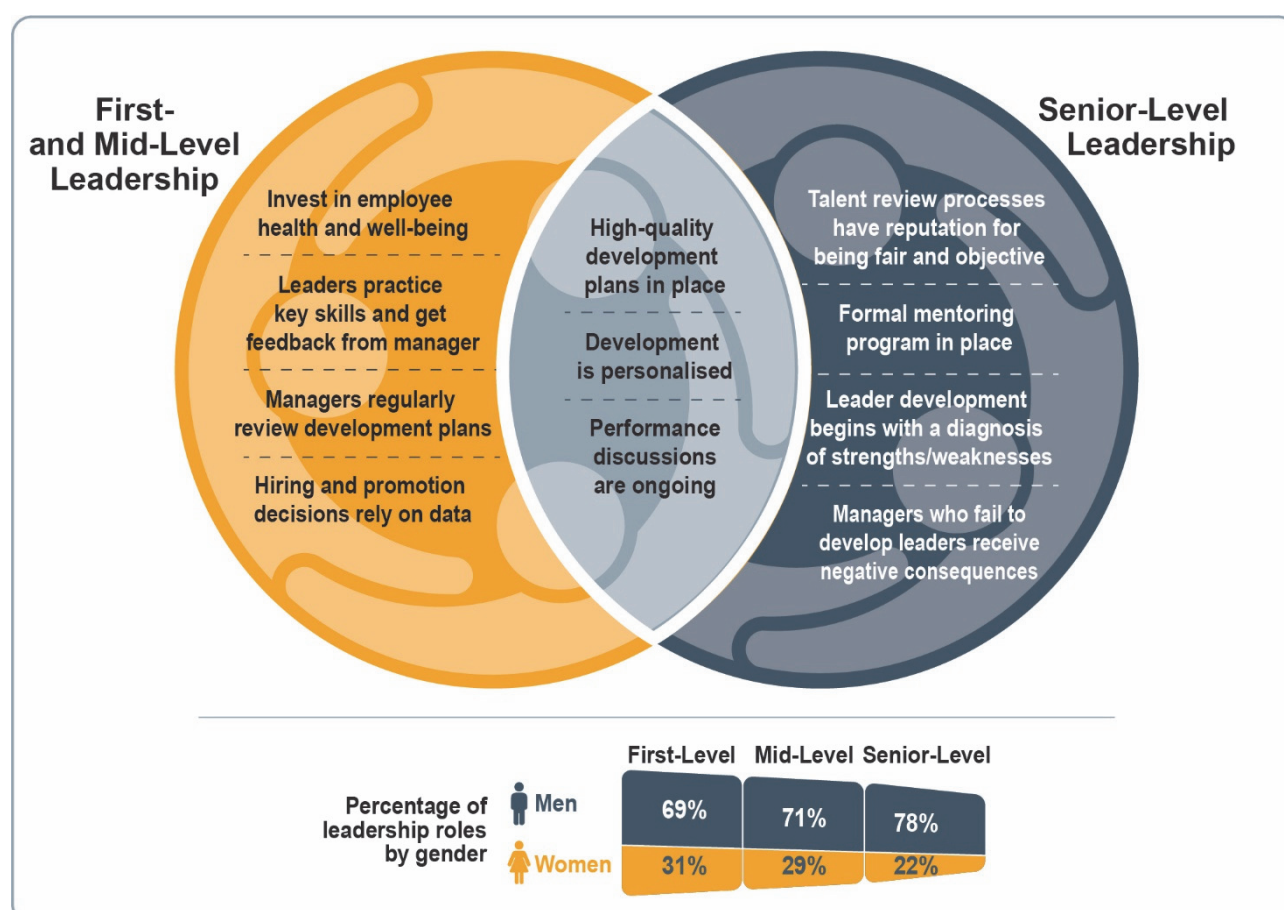 First-
and Mid-Level
Leadership
Invest in employee
health and well-being
Leaders practice
key skills and get
feedback from manager
Managers regularly
review development plans
Hiring and promotion
decisions rely on data
High-quality
development
plans in place
Development
is personalised
Performance
discussions
are ongoing
Senior-Level
Leadership
Talent review processes
have reputation for
being fair and objective
Formal mentoring
program in place
Leader development
begins with a diagnosis
of strengths/weaknesses
Managers who fail to
develop leaders receive
negative consequences
Percentage of
leadership roles
by gender
First-Level Mid-Level Senior-Level
Men 69% 71% 78%
Women 31% 29% 22%